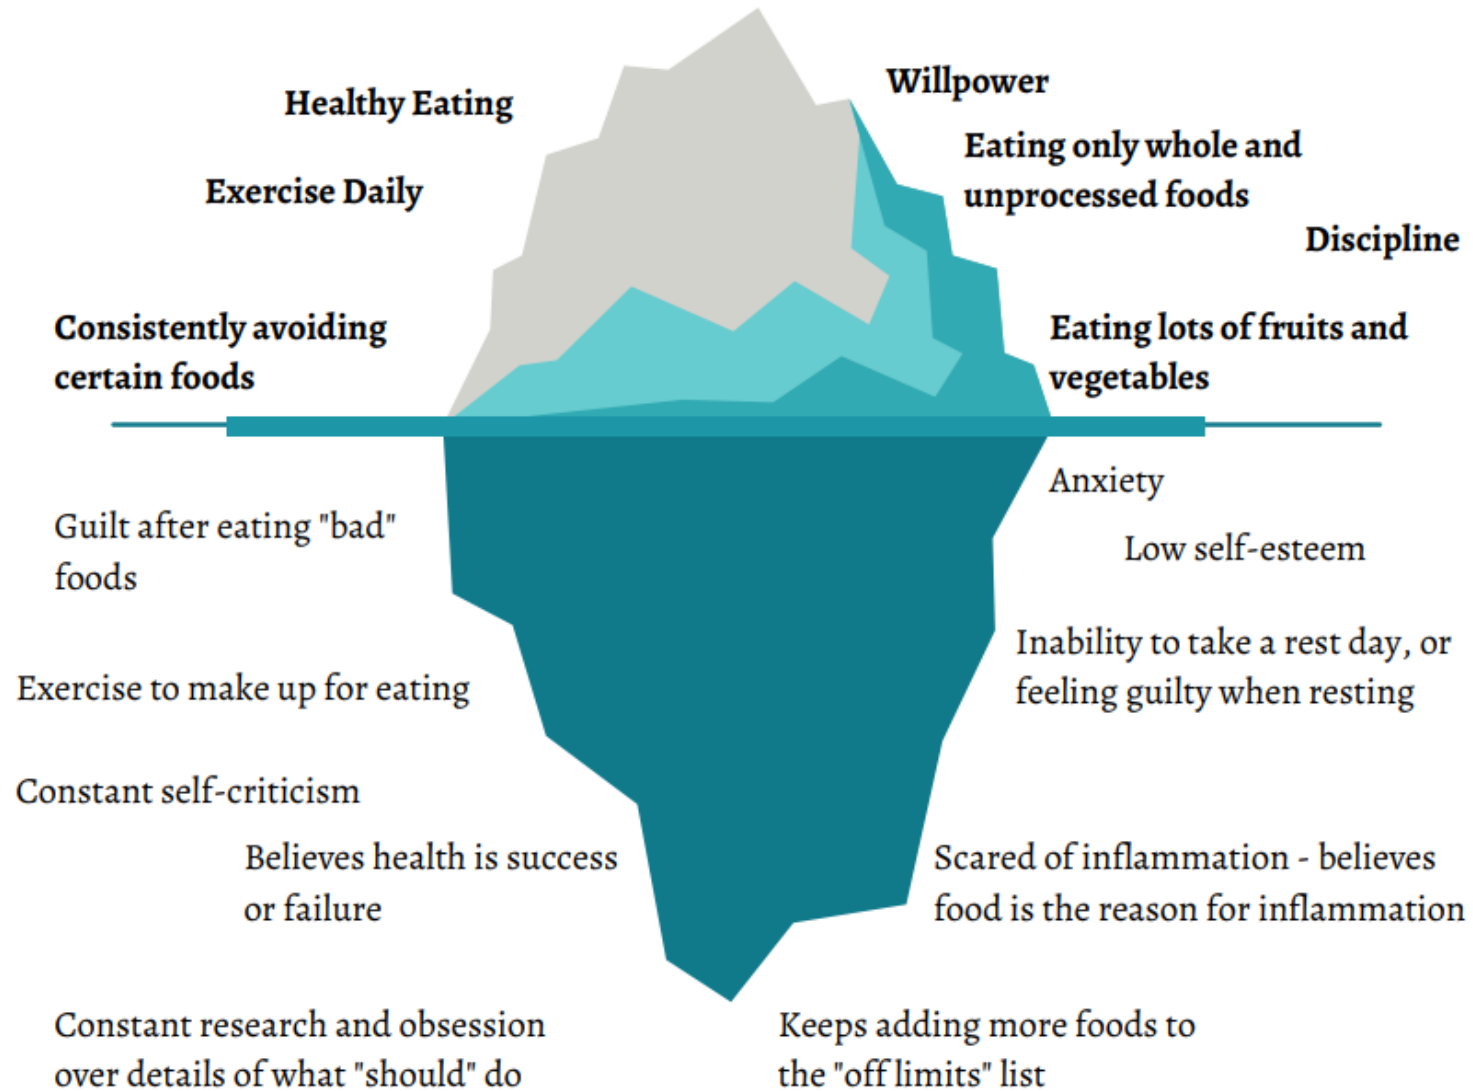 Healthy Eating
Willpower
Exercise Daily
Eating only whole and
unprocessed foods
Discipline
Consistently avoiding
certain foods
Eating lots of fruits and
vegetables
Anxiety
Guilt after eating "bad"
foods
Low self-esteem
Inability to take a rest day, or
feeling guilty when resting
Exercise to make up for eating
Constant self-criticism
Believes health is success
or failure
Scared of inflammation - believes
food is the reason for inflammation
Constant research and obsession
over details of what "should" do
Keeps adding more foods to
the "off limits" list